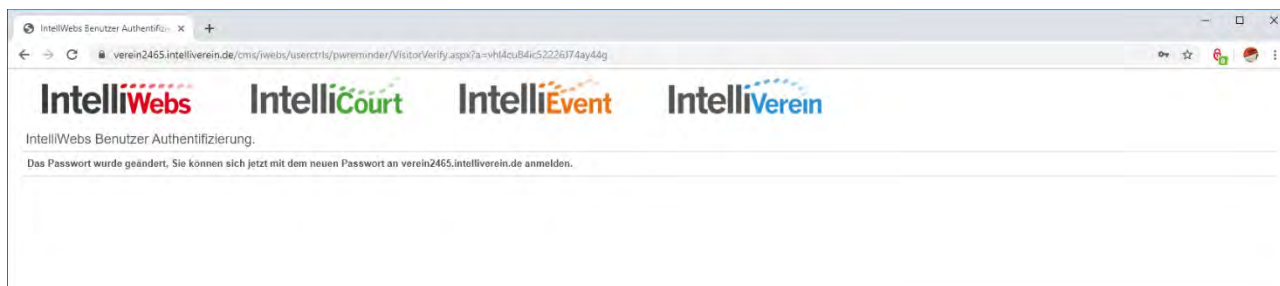 IntelliWebs Benutzer Authentifizi
verein2465.intelliverein.de/cms/iwebs/userctrls/pwreminder/VisitorVerify.aspx?a=vhl4cuB4ic52226J74ay44g
IntelliWebs IntelliCourt IntelliEvent IntelliVerein
IntelliWebs Benutzer Authentifizierung.
Das Passwort wurde geändert, Sie können sich jetzt mit dem neuen Passwort an verein2465.intelliverein.de anmelden.